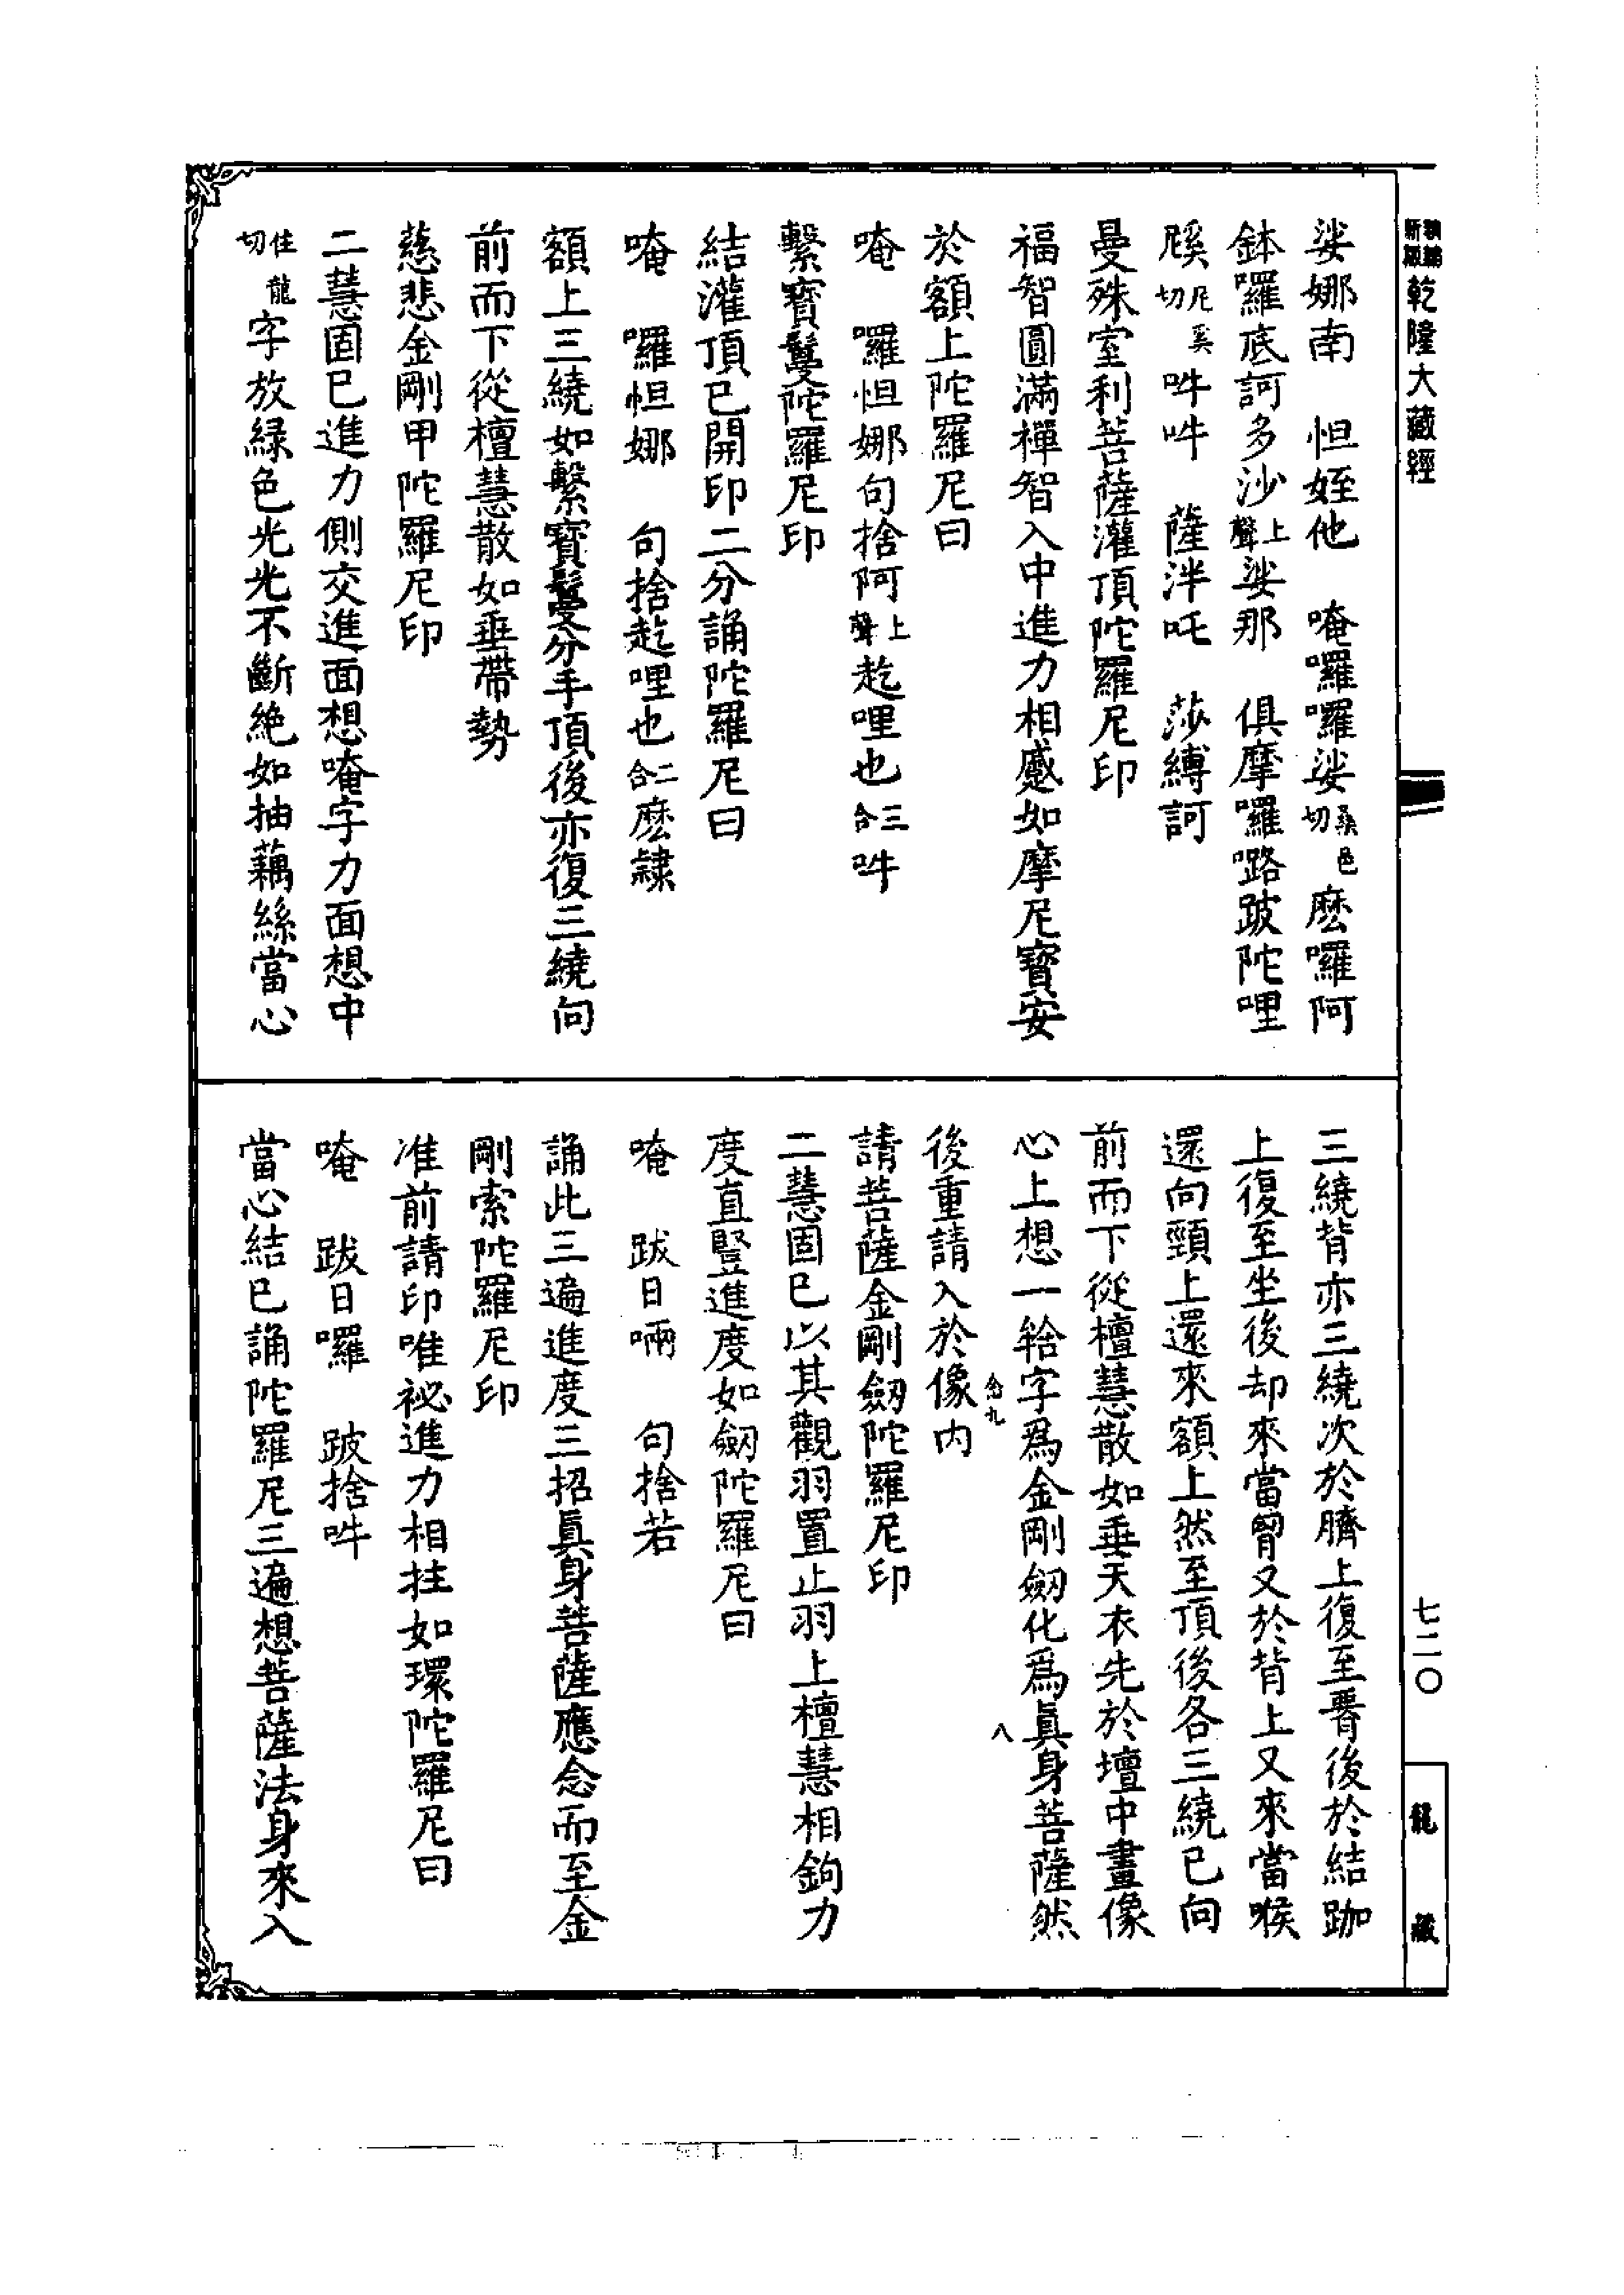 新編縮版 乾隆大藏經
七二〇
龍藏
娑娜南　怛姪他　唵囉囉娑桑邑切麼囉阿
鉢囉底訶多沙上聲娑那　俱摩囉嚕跛陀哩
屣尼奚切吽吽　薩泮吒　莎縛訶
曼殊室利菩薩灌頂陀羅尼印
福智圓滿禪智入中進力相蹙如摩尼寶安
於額上陀羅尼曰
唵　囉怛娜句捨阿上聲趁哩也三合吽
繫寶鬘陀羅尼印
結灌頂已開印二分誦陀羅尼曰
唵　囉怛娜　句捨趁哩也二合麼隸
額上三繞如繫寶鬘分手頂後亦復三繞向
前而下從檀慧散如垂帶勢
慈悲金剛甲陀羅尼印
二慧固已進力側交進面想唵字力面想中
佳龍切字放緑色光光不斷絶如抽藕絲當心
三繞背亦三繞次於臍上復至䏶後於結跏
上復至坐後却來當胷又於背上又來當喉
還向頸上還來額上然至頂後各三繞已向
前而下從檀慧散如垂天衣先於壇中畫像
心上想一䶎字爲金剛劒化爲眞身菩薩然
後重請入於像内
請菩薩金剛劒陀羅尼印
二慧固已以其觀羽置止羽上檀慧相鉤力
度直豎進度如劒陀羅尼曰
唵　跋日㘑　句捨若
誦此三遍進度三招眞身菩薩應念而至金
剛索陀羅尼印
准前請印唯祕進力相拄如環陀羅尼曰
唵　跋日囉　跛捨吽
當心結已誦陀羅尼三遍想菩薩法身來入
八